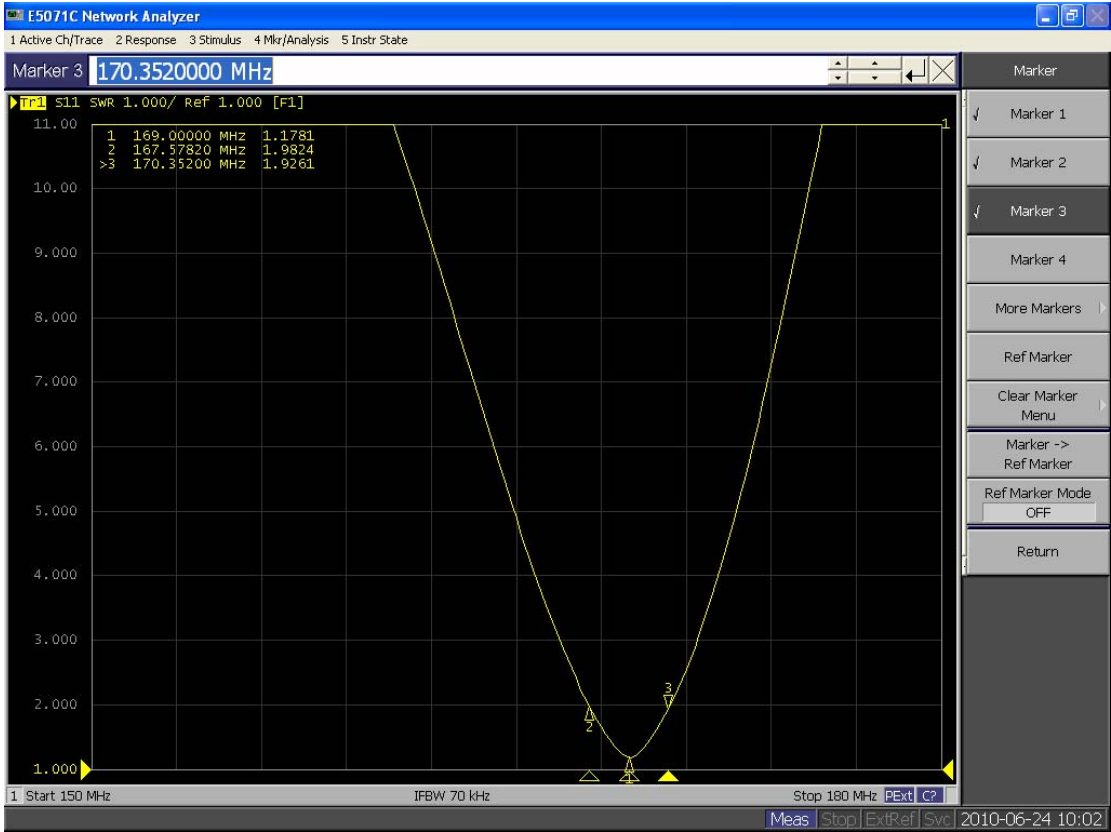 E5071C Network Analyzer
1 Active Ch/Trace 2 Response 3 Stimulus 4 Mkr/Analysis 5 Instr State
Marker 3 170.3520000 MHz
Marker
Tr1 S11 SWR 1.000/ Ref 1.000 [F1]
11.00
1 169.00000 MHz 1.1781
2 167.57820 MHz 1.9824
>3 170.35200 MHz 1.9261
1
10.00
9.000
8.000
7.000
6.000
5.000
4.000
3.000
2.000
1.000
2
1
3
Marker 1
Marker 2
Marker 3
Marker 4
More Markers
Ref Marker
Clear Marker
Menu
Marker ->
Ref Marker
Ref Marker Mode
OFF
Return
1 Start 150 MHz IFBW 70 kHz Stop 180 MHz PExt C?
Meas Stop ExtRef Svc 2010-06-24 10:02